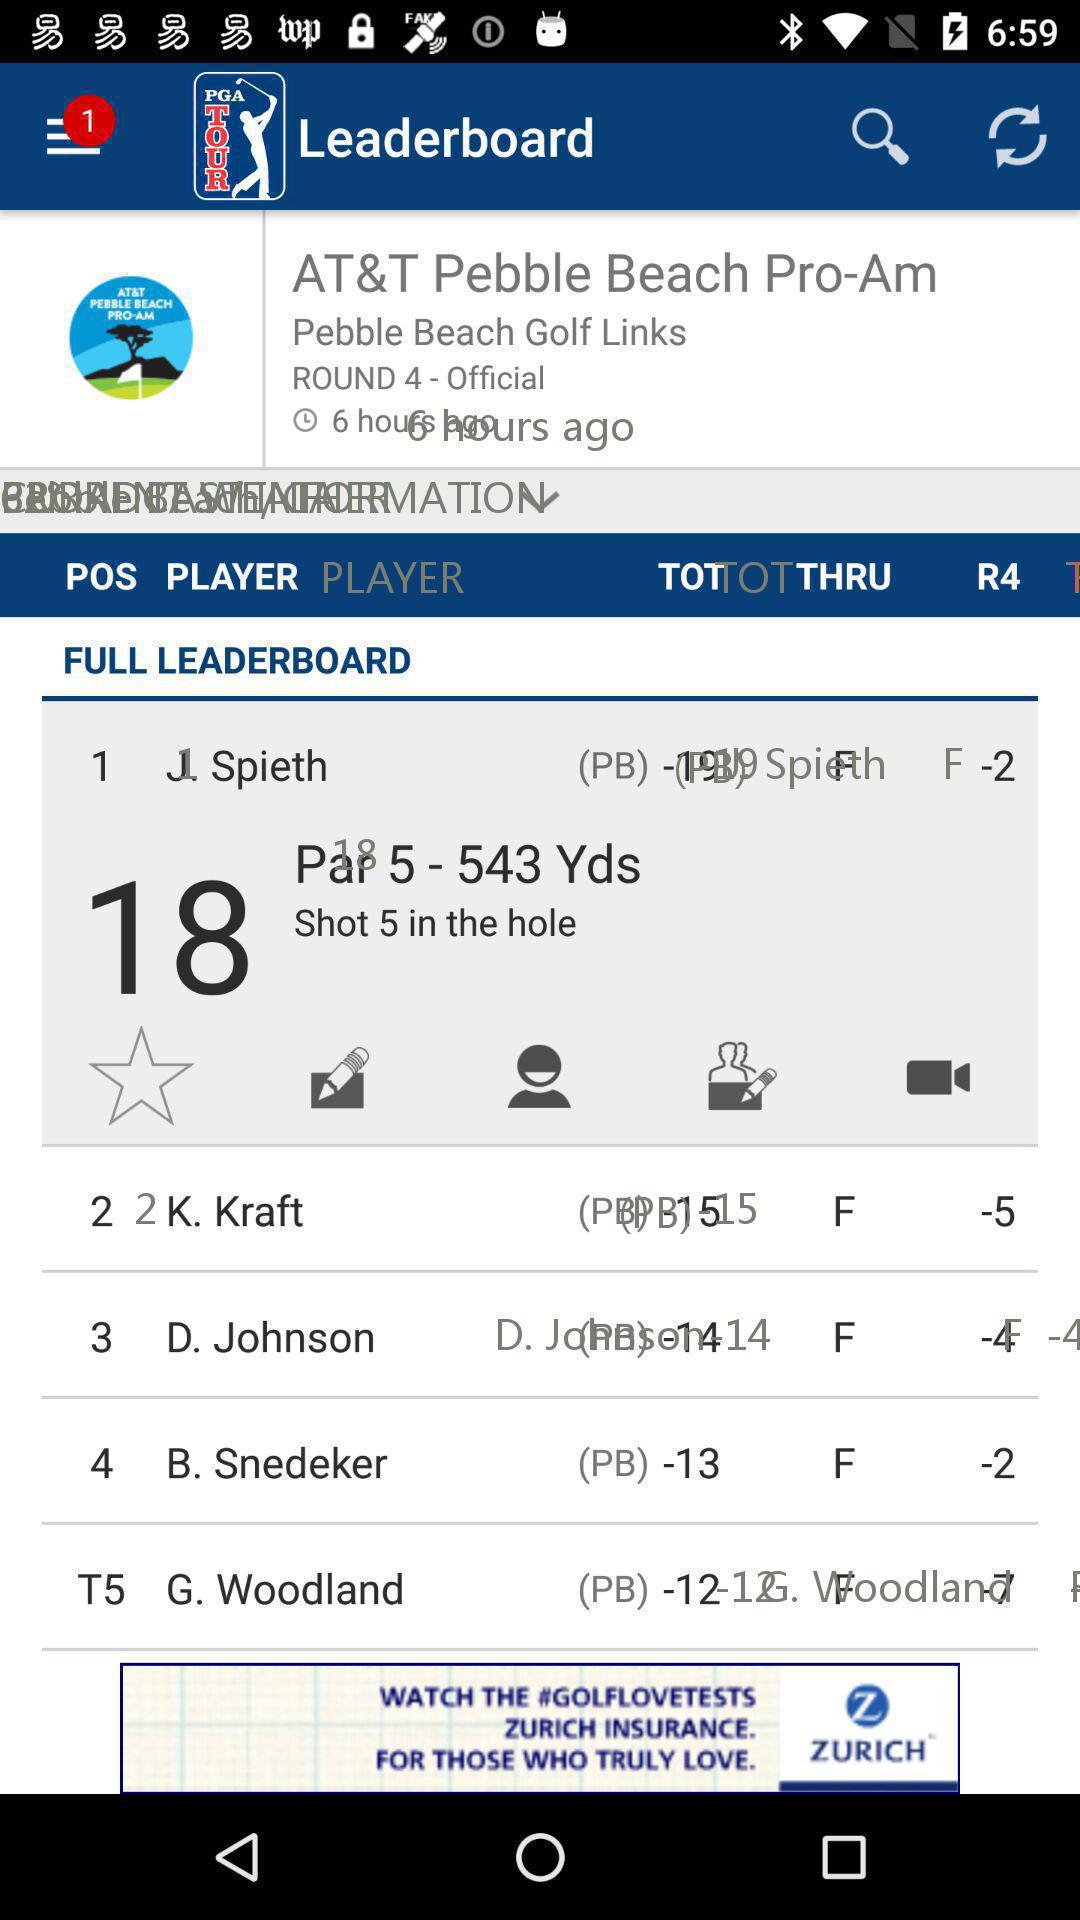 wp FAKE 6:59
1 PGA TOUR Leaderboard
AT&T PEBBLE BEACH PRO-AM
AT&T Pebble Beach Pro-Am
Pebble Beach Golf Links
ROUND 4 - Official
6 hours ago 6 hours ago
POS PLAYER PLAYER TOT TOT THRU R4
FULL LEADERBOARD
1 1 J. Spieth (PB) (PB) -19 -19 J. Spieth F F -2
18 18 Par 5 - 543 Yds
Shot 5 in the hole
2 2 K. Kraft (PB) (PB) -15 -15 F -5
3 D. Johnson D. Johnson (PB) -14 -14 F F -4 -4
4 B. Snedeker (PB) -13 F -2
T5 G. Woodland (PB) -12 -12 G. Woodland F -7
WATCH THE #GOLFLOVETESTS
ZURICH INSURANCE.
FOR THOSE WHO TRULY LOVE.
Z
ZURICH